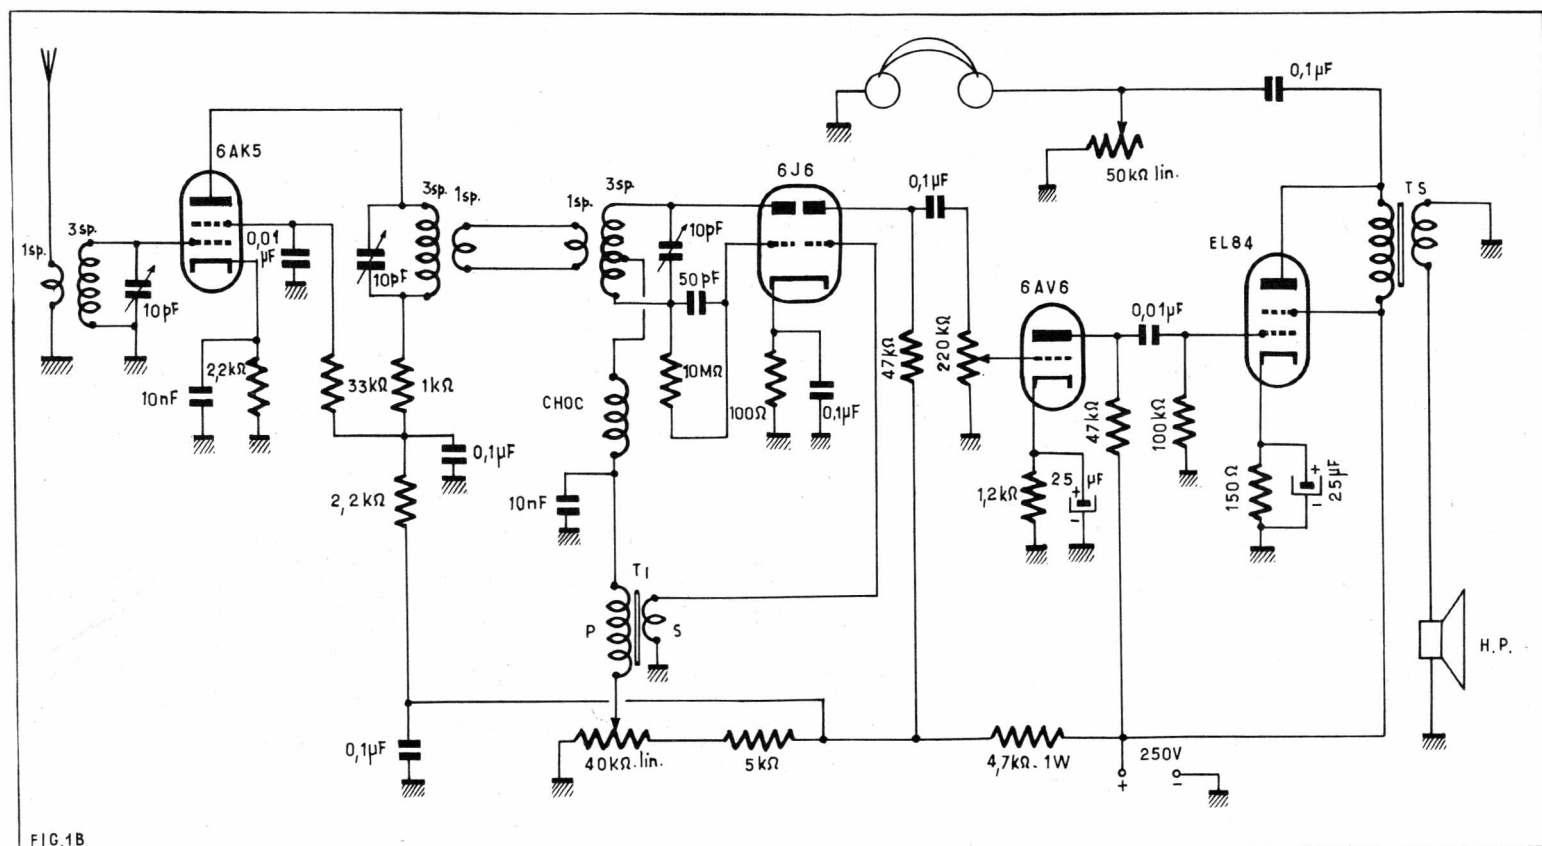 6AK5
1sp.
3sp.
10pF
10nF
2,2kΩ
0,01
µF
33kΩ
1kΩ
10pF
3sp.
1sp.
0,1µF
2,2kΩ
0,1µF
1sp.
3sp.
10pF
50pF
10MΩ
CHOC
10nF
TI
P
S
40kΩ.lin.
5kΩ
6J6
100Ω
0,1µF
0,1µF
47kΩ
220kΩ
6AV6
1,2kΩ
25 µF
+
-
47kΩ
0,01µF
100kΩ
EL84
150Ω
+
-
25µF
50kΩ lin.
0,1µF
TS
H.P.
4,7kΩ-1W
250V
+
-
FIG.1B